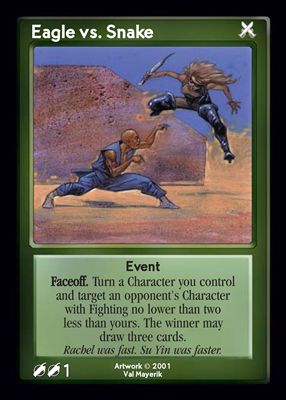 Eagle vs. Snake
Event
Faceoff. Turn a Character you control
and target an opponent's Character
with Fighting no lower than two
less than yours. The winner may
draw three cards.
Rachel was fast. Su Yin was faster.
1
Artwork © 2001
Val Mayerik